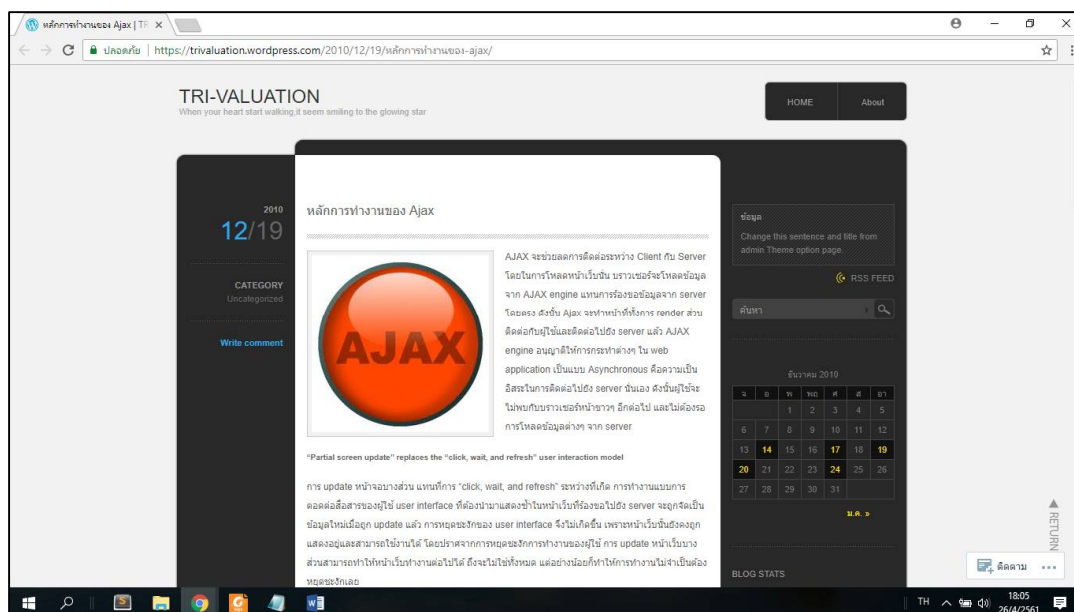 หลักการทำงานของ Ajax | TF
ปลอดภัย | https://trivaluation.wordpress.com/2010/12/19/หลักการทำงานของ-ajax/
TRI-VALUATION
When your heart start walking,it seem smiling to the glowing star
HOME
About
2010
12/19
CATEGORY
Uncategorized
Write comment
หลักการทำงานของ Ajax
AJAX
AJAX จะช่วยลดการติดต่อระหว่าง Client กับ Server
โดยในการโหลดหน้าเว็บนั้น บราวเซอร์จะโหลดข้อมูล
จาก AJAX engine แทนการร้องขอข้อมูลจาก server
โดยตรง ดังนั้น Ajax จะทำหน้าที่ทั้งการ render ส่วน
ติดต่อกับผู้ใช้และติดต่อไปยัง server แล้ว AJAX
engine อนุญาติให้การกระทำต่างๆ ใน web
application เป็นแบบ Asynchronous คือความเป็น
อิสระในการติดต่อไปยัง server นั่นเอง ดังนั้นผู้ใช้จะ
ไม่พบกับบราวเซอร์หน้าขาวๆ อีกต่อไป และไม่ต้องรอ
การโหลดข้อมูลต่างๆ จาก server
"Partial screen update" replaces the "click, wait, and refresh" user interaction model
การ update หน้าจอบางส่วน แทนที่การ "click, wait, and refresh" ระหว่างที่เกิด การทำงานแบบการ
ตอดต่อสื่อสารของผู้ใช้ user interface ที่ต้องนำมาแสดงซ้ำในหน้าเว็บที่ร้องขอไปยัง server จะถูกจัดเป็น
ข้อมูลใหม่เมื่อถูก update แล้ว การหยุดชะงักของ user interface จึงไม่เกิดขึ้น เพราะหน้าเว็บนั้นยังคงถูก
แสดงอยู่และสามารถใช้งานได้ โดยปราศจากการหยุดชะงักการทำงานของผู้ใช้ การ update หน้าเว็บบาง
ส่วนสามารถทำให้หน้าเว็บทำงานต่อไปได้ ถึงจะไม่ใช่ทั้งหมด แต่อย่างน้อยก็ทำให้การทำงานไม่จำเป็นต้อง
หยุดชะงักเลย
ข้อมูล
Change this sentence and title from
admin Theme option page.
RSS FEED
ค้นหา
ธันวาคม 2010
จ อ พ พฤ ศ ส อา
1 2 3 4 5
6 7 8 9 10 11 12
13 14 15 16 17 18 19
20 21 22 23 24 25 26
27 28 29 30 31
ม.ค. »
BLOG STATS
RETURN
ติดตาม
TH
18:05
26/4/2561